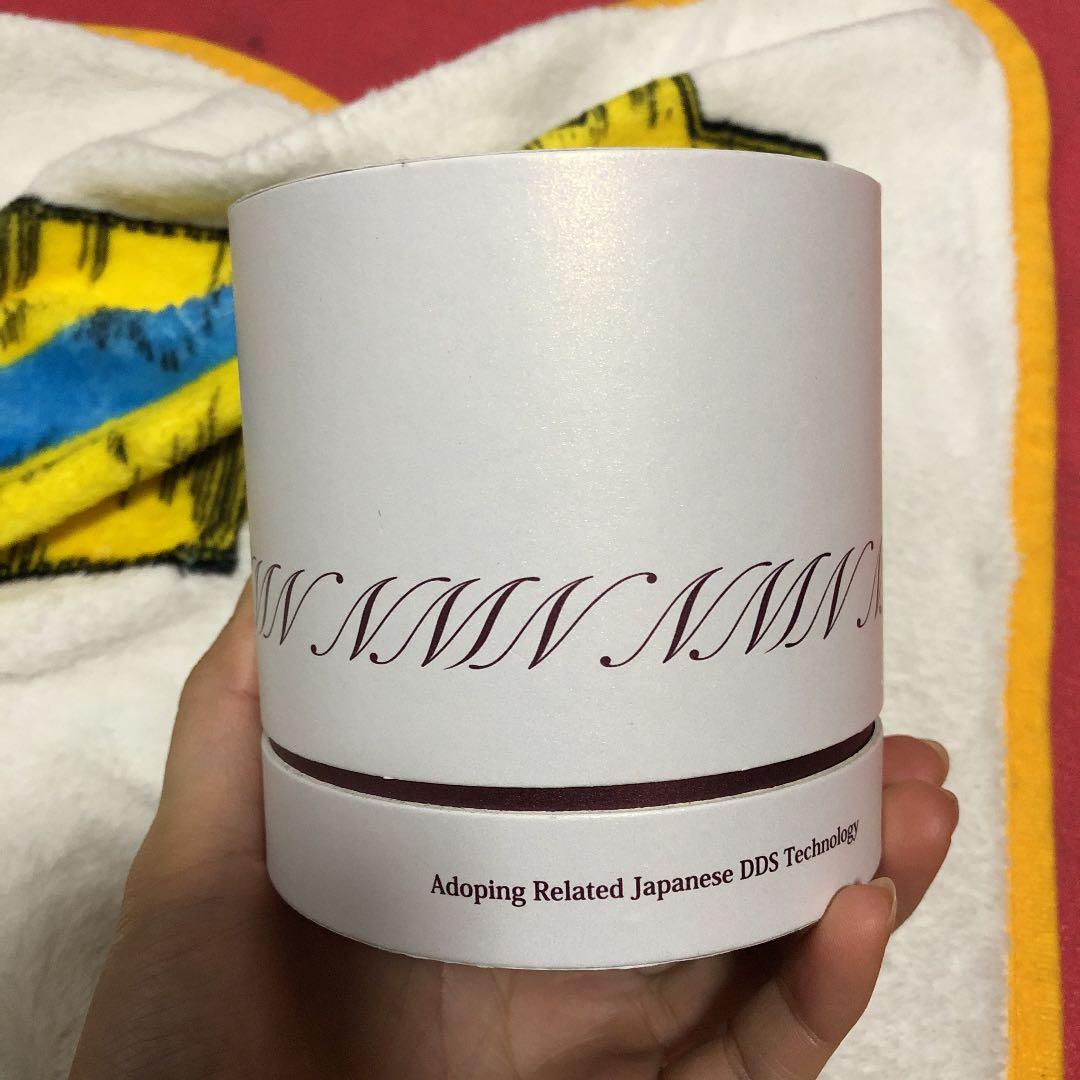 NMN NMN NMN
Adoping Related Japanese DDS Technology